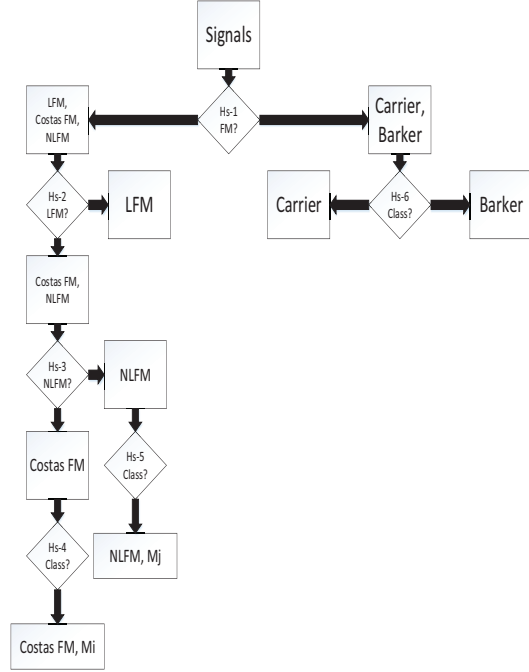 Signals
Hs-1
FM?
LFM,
Costas FM,
NLFM
Carrier,
Barker
Hs-2
LFM?
LFM
Carrier
Hs-6
Class?
Barker
Costas FM,
NLFM
Hs-3
NLFM?
NLFM
Costas FM
Hs-5
Class?
Hs-4
Class?
NLFM, Mj
Costas FM, Mi